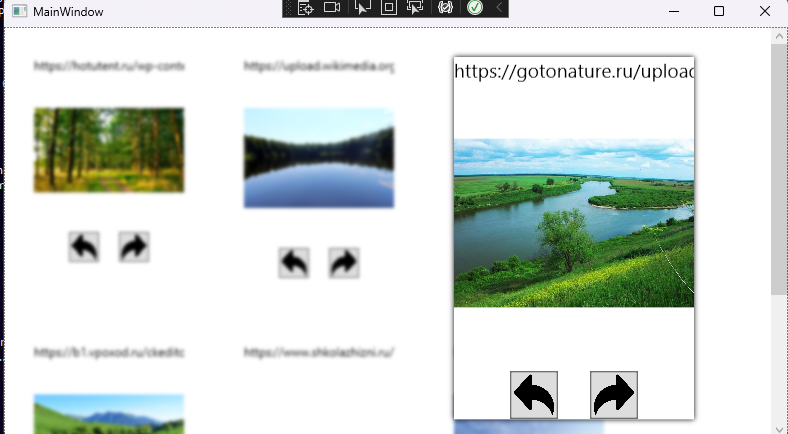 MainWindow
https://hotutent.ru/wp-conte
https://upload.wikimedia.org
https://gotonature.ru/upload
https://b1.vpoxod.ru/ckedito
https://www.shkolazhizni.ru/